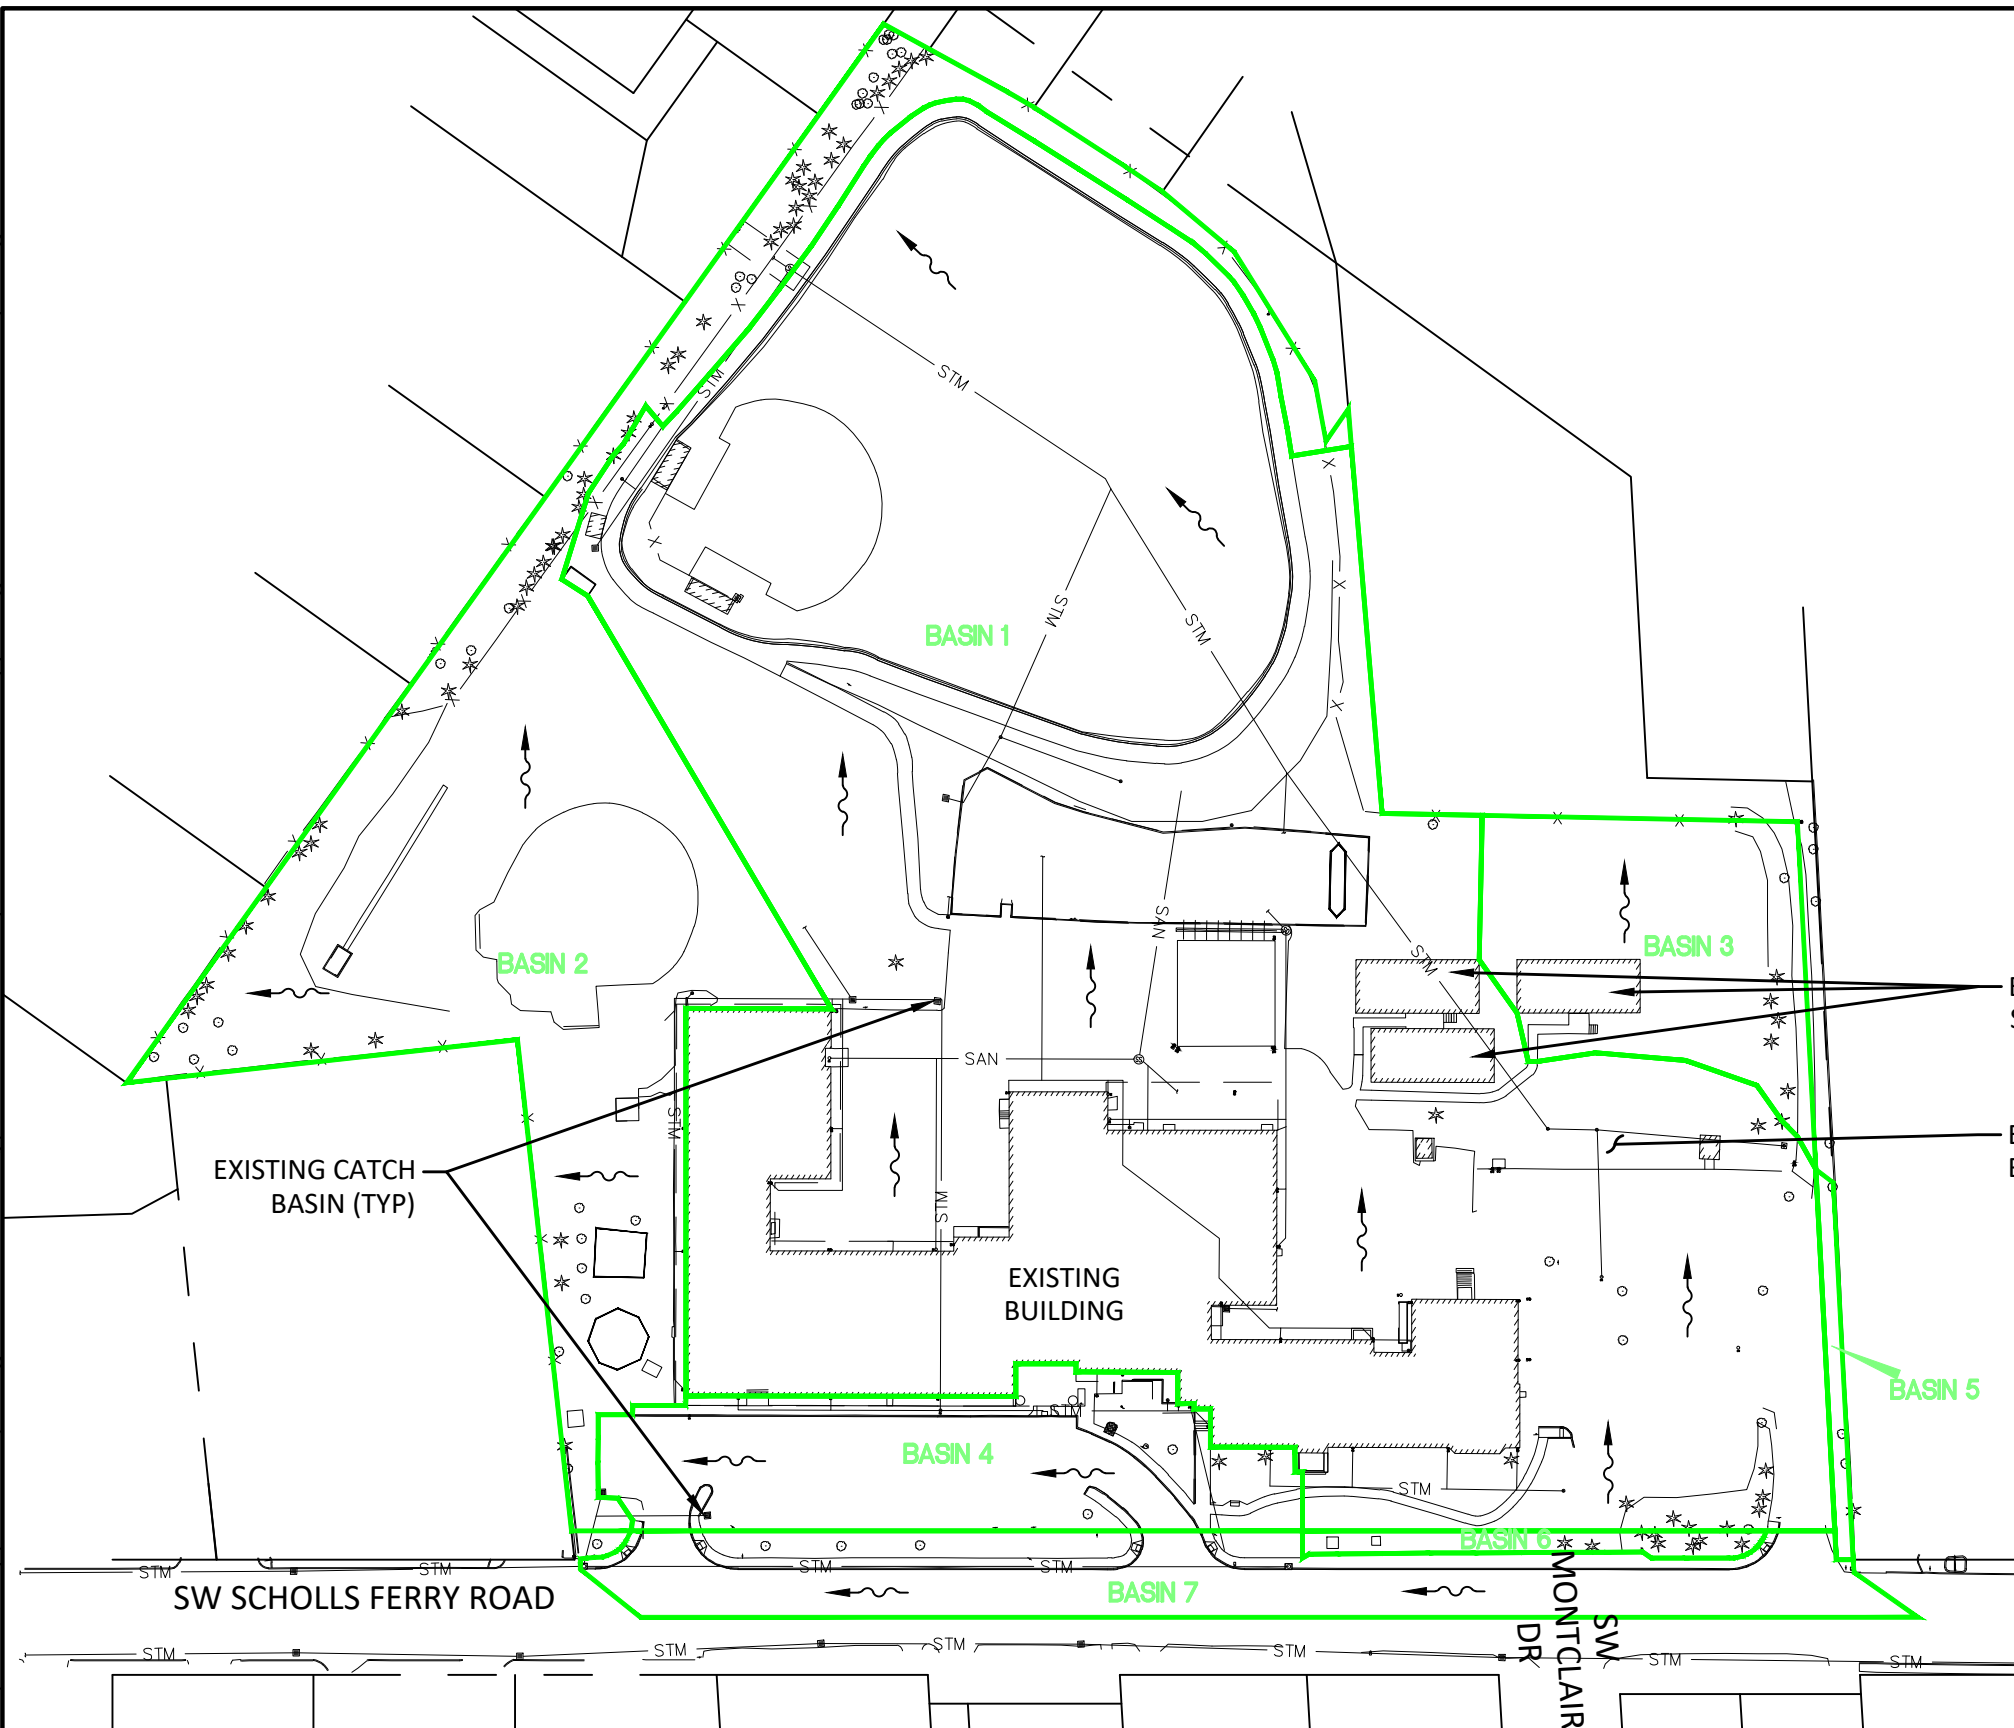 STM
STM
STM
STM
BASIN 1
SAN
STM
BASIN 3
BASIN 2
SAN
STM
EXISTING CATCH
BASIN (TYP)
STM
EXISTING
BUILDING
BASIN 5
STM
BASIN 4
STM
BASIN 6
STM
STM
STM
STM
SW SCHOLLS FERRY ROAD
BASIN 7
SW
MONTCLAIR
DR
STM
STM
STM
STM
STM
STM